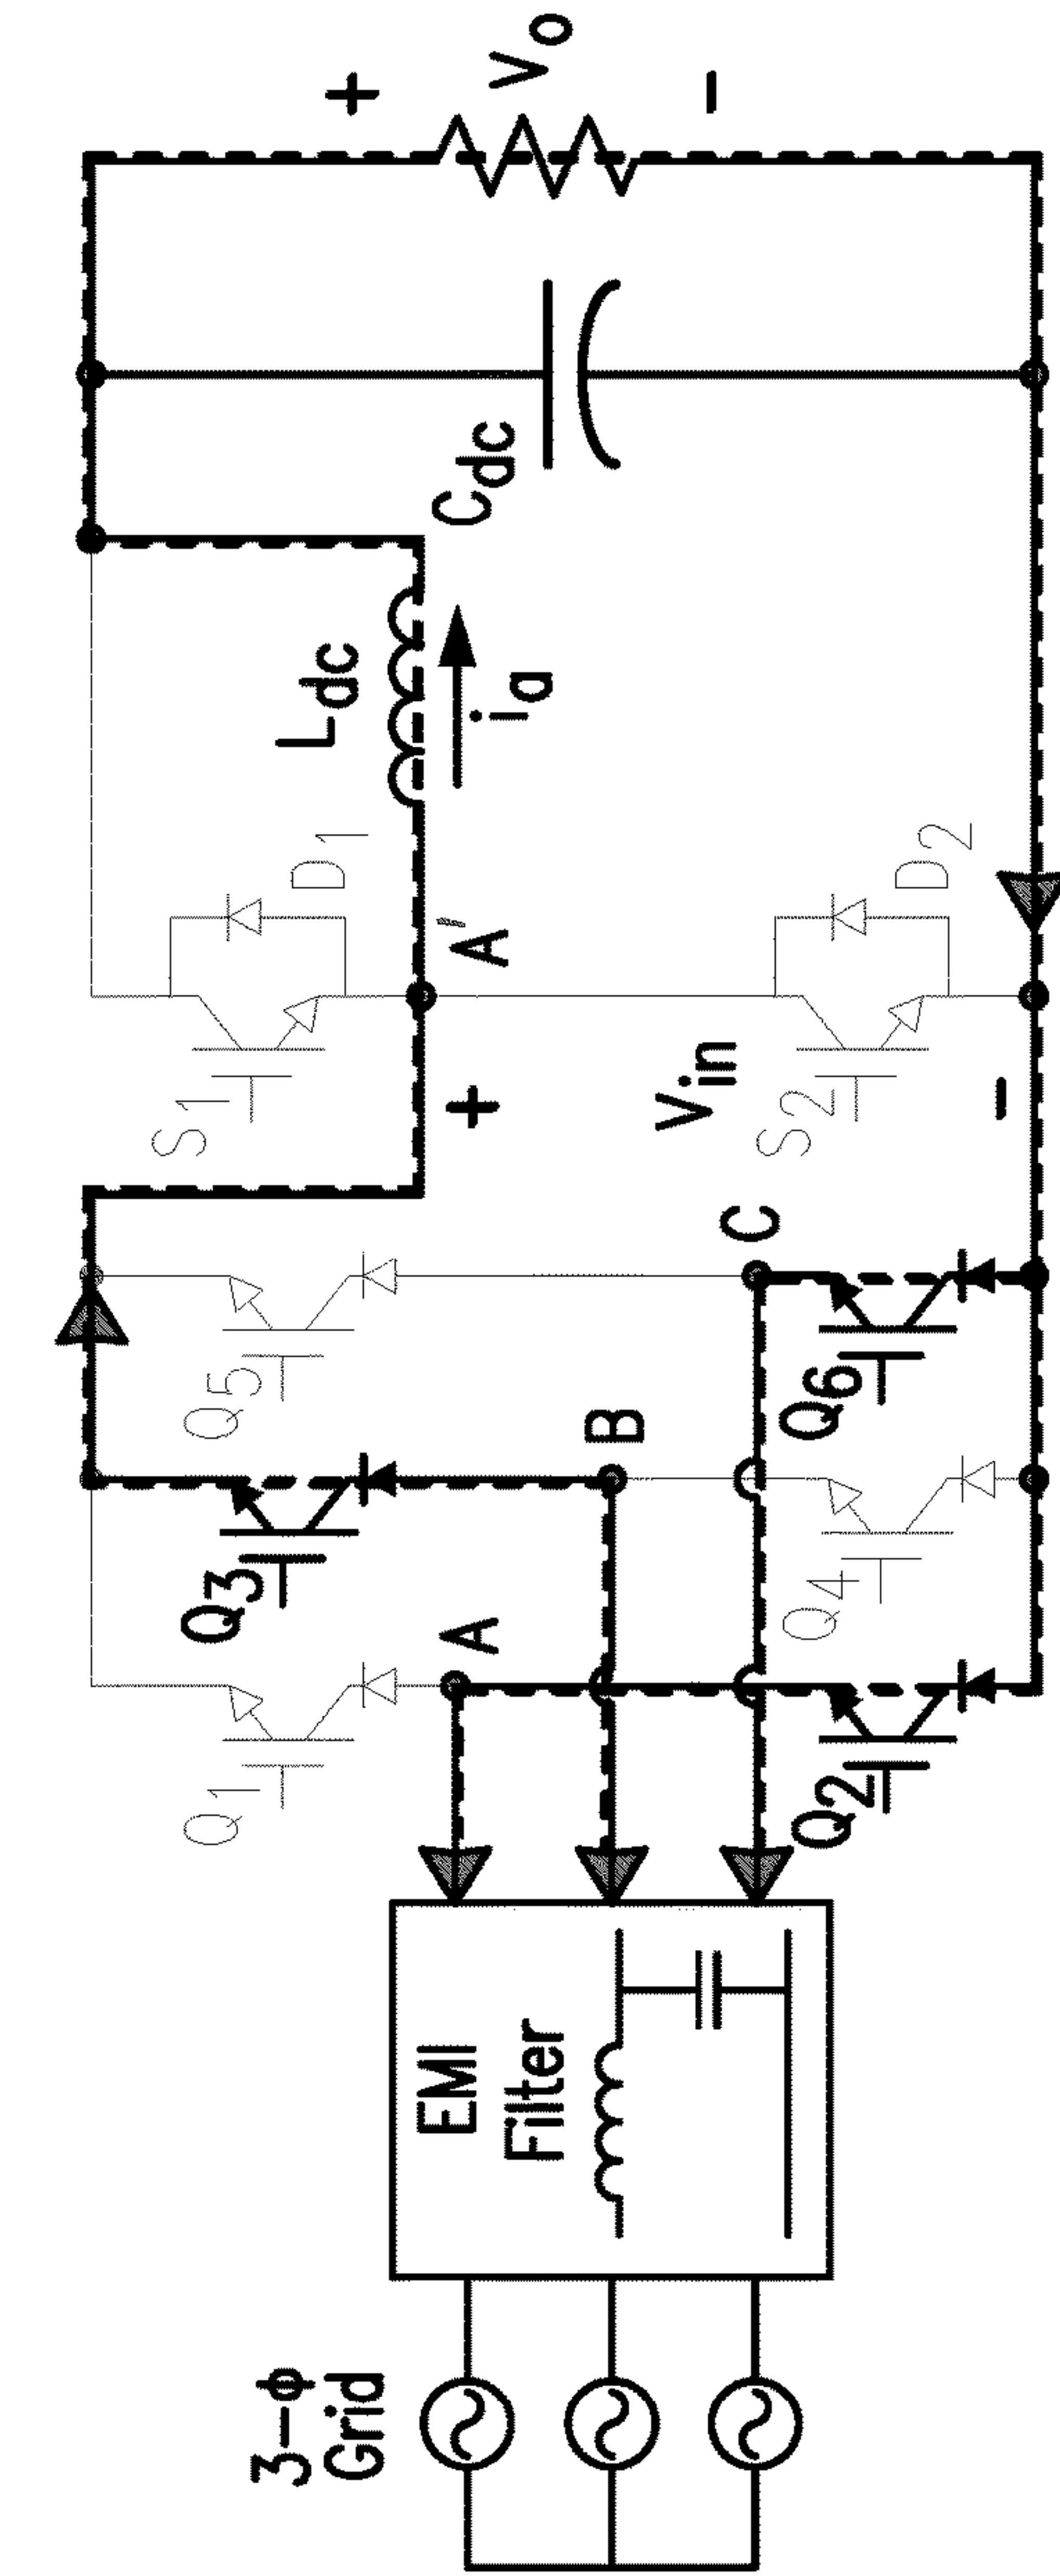 3-ϕ
Grid
EMI
Filter
Q1
Q3
Q5
A
B
C
Q2
Q4
Q6
S1
D1
A'
+
Vin
-
S2
D2
Ldc
ia
Cdc
+
Vo
-